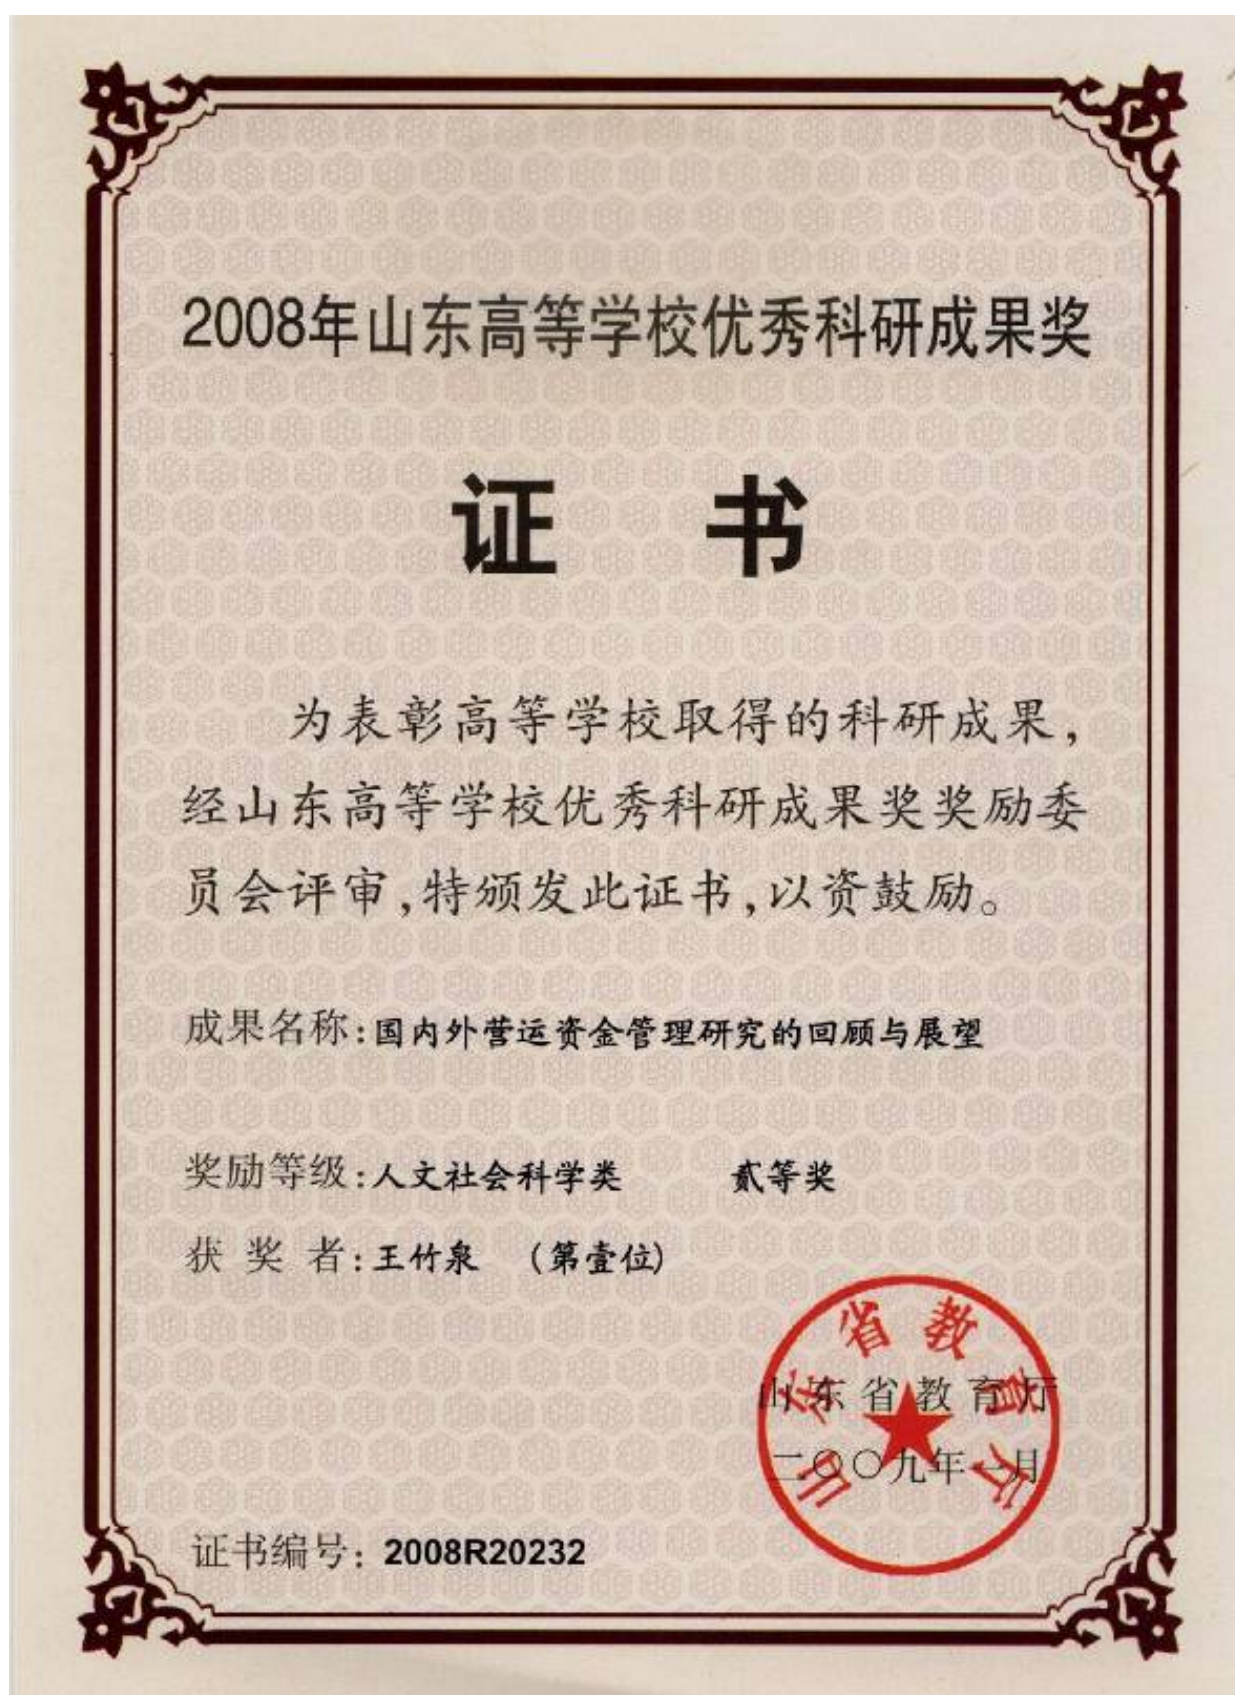 2008年山东高等学校优秀科研成果奖
证 书
为表彰高等学校取得的科研成果，
经山东高等学校优秀科研成果奖奖励委
员会评审，特颁发此证书，以资鼓励。
成果名称：国内外营运资金管理研究的回顾与展望
奖励等级：人文社会科学类 贰等奖
获 奖 者：王竹泉 （第壹位）
山东省教育厅
山东省教育厅
二〇〇九年一月
证书编号：2008R20232